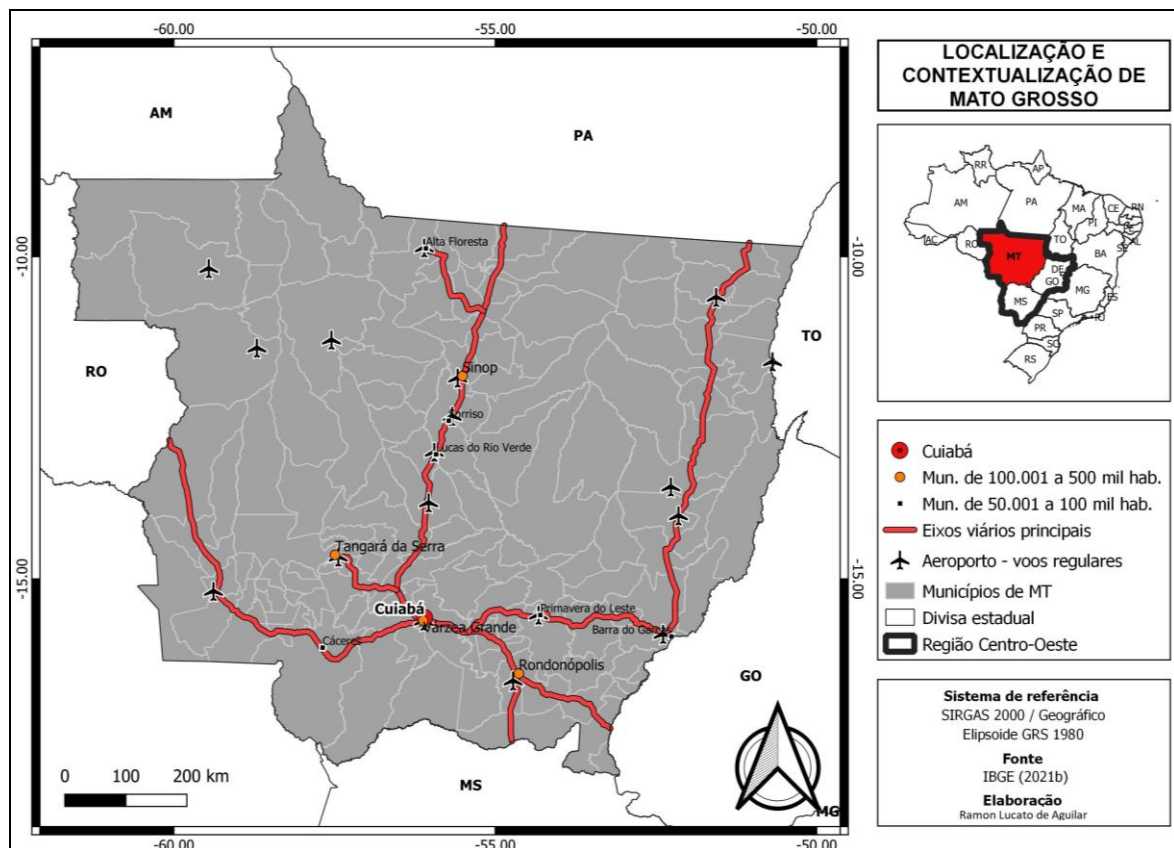 -60.00
-55.00
-50.00
AM
PA
-10.00
-10.00
Alta Floresta
RO
TO
Sinop
Sorriso
Lucas do Rio Verde
-15.00
-15.00
Tangará da Serra
Cuiabá
Várzea Grande
Primavera do Leste
Barra do Garças
Cáceres
Rondonópolis
GO
MS
MG
0 100 200 km
-60.00
-55.00
-50.00
LOCALIZAÇÃO E
CONTEXTUALIZAÇÃO DE
MATO GROSSO
RR
AP
AM
PA
MA
CE
RN
PI
AC
RO
TO
SE
AL
MT
BA
DF
GO
MG
ES
MS
SP
RJ
PR
SC
RS
Cuiabá
Mun. de 100.001 a 500 mil hab.
Mun. de 50.001 a 100 mil hab.
Eixos viários principais
Aeroporto - voos regulares
Municípios de MT
Divisa estadual
Região Centro-Oeste
Sistema de referência
SIRGAS 2000 / Geográfico
Elipsoide GRS 1980
Fonte
IBGE (2021b)
Elaboração
Ramon Lucato de Aguilar